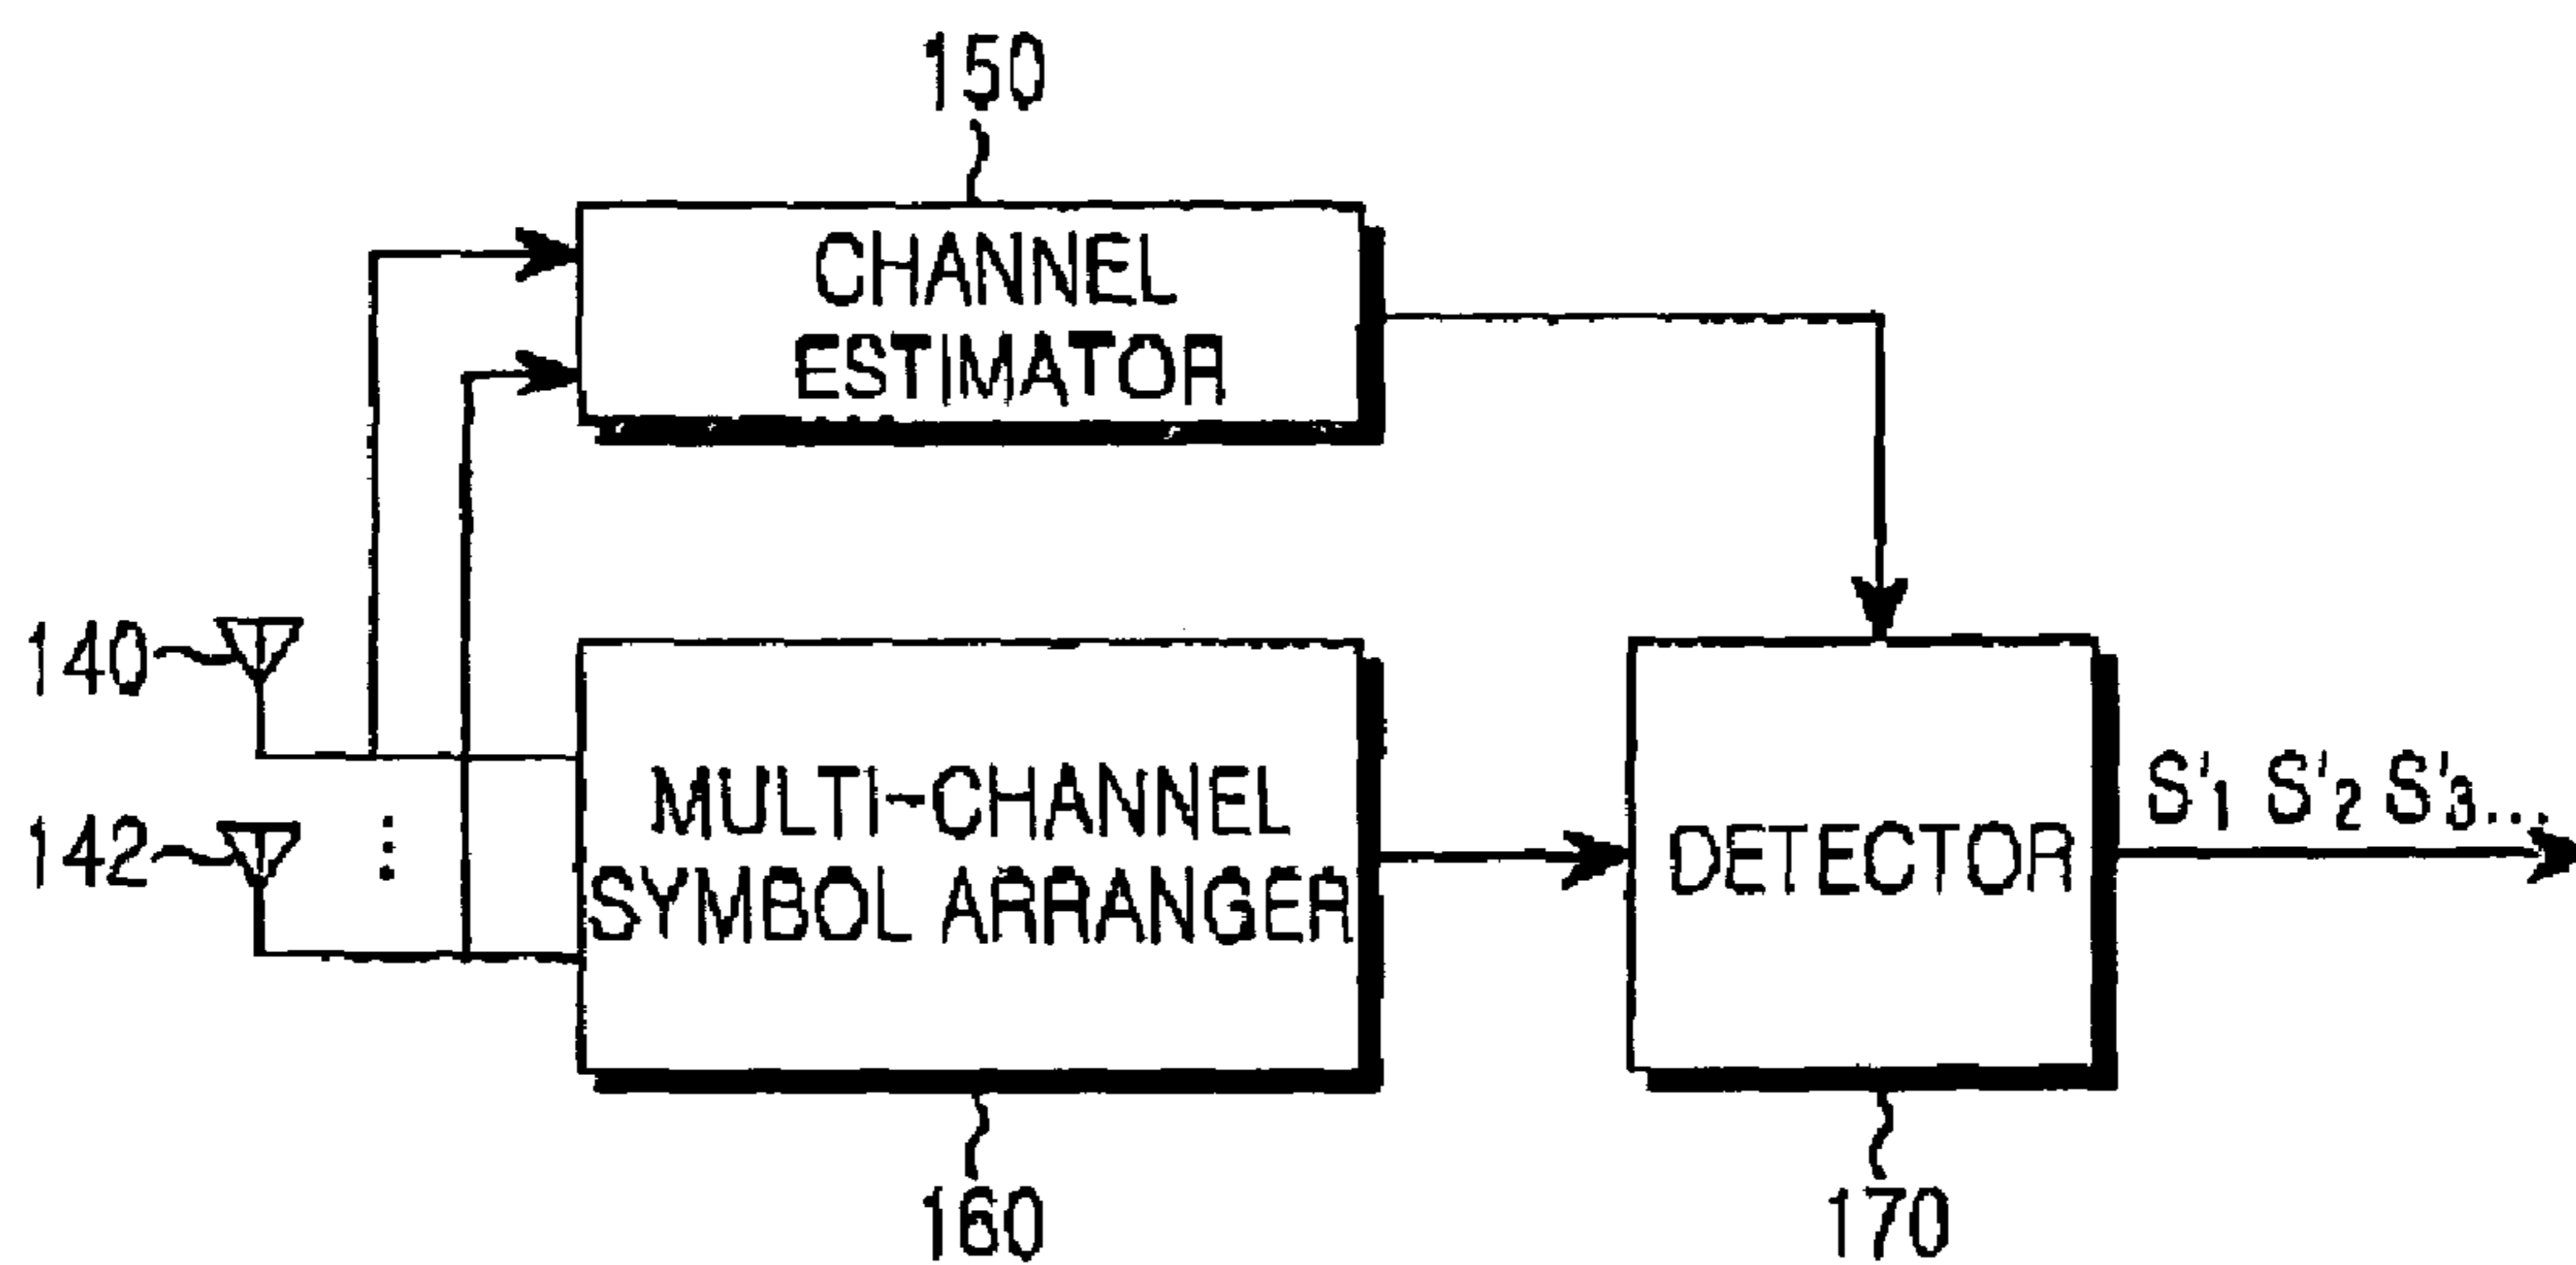 150
CHANNEL
ESTIMATOR
140
142
⋮
MULTI-CHANNEL
SYMBOL ARRANGER
DETECTOR
S'1 S'2 S'3...
160
170